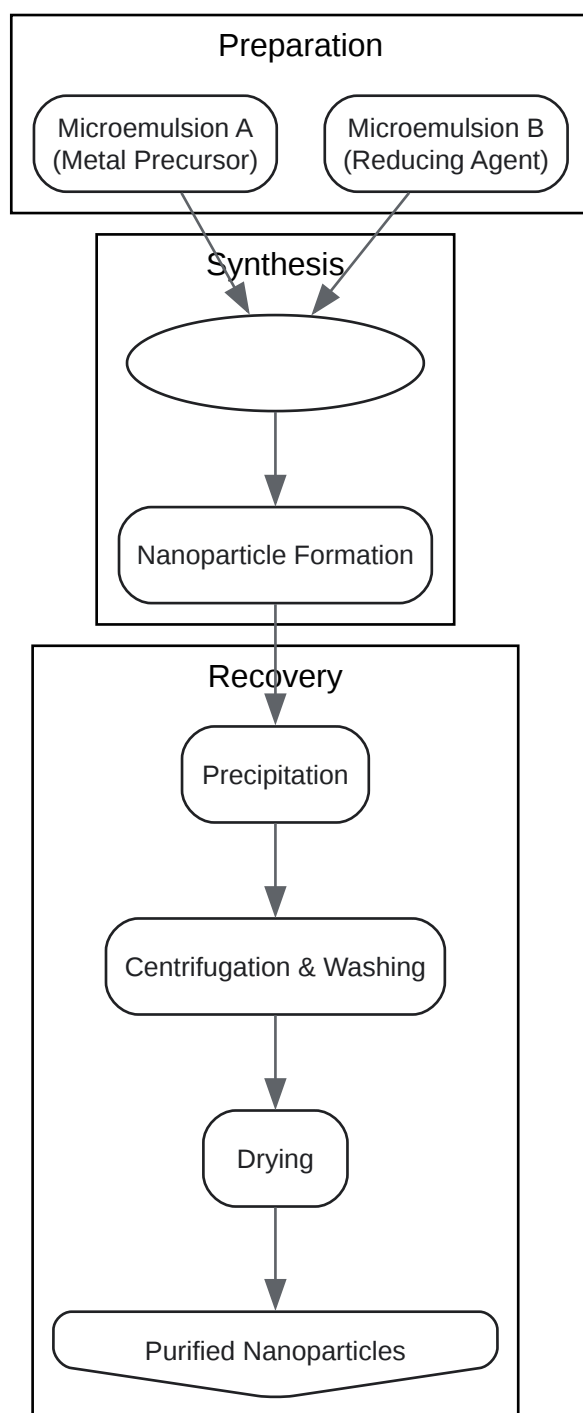 Preparation
Microemulsion A
(Metal Precursor)
Microemulsion B
(Reducing Agent)
Synthesis
Nanoparticle Formation
Recovery
Precipitation
Centrifugation & Washing
Drying
Purified Nanoparticles